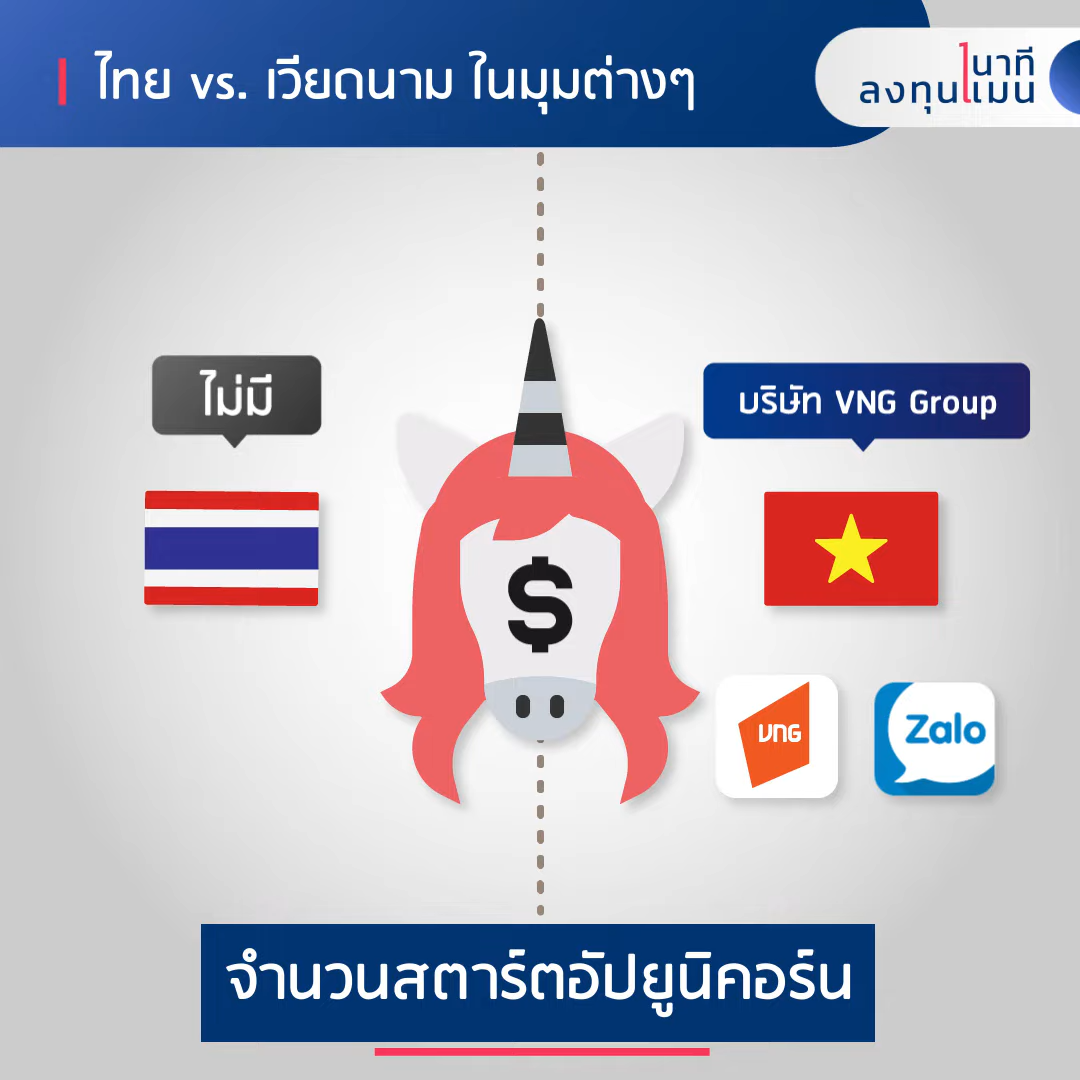 ไทย vs. เวียดนาม ในมุมต่างๆ
1นาที
ลงทุนแมน
ไม่มี
บริษัท VNG Group
$
VNG
Zalo
จำนวนสตาร์ตอัปยูนิคอร์น